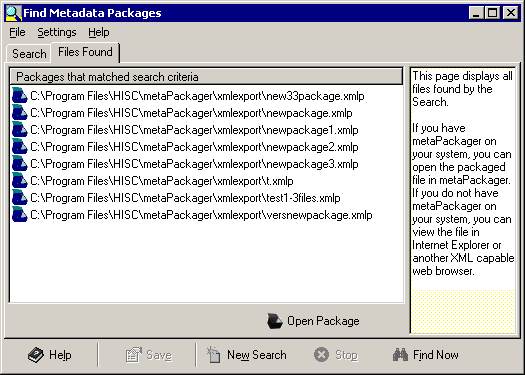 Find Metadata Packages
File Settings Help
Search Files Found
Packages that matched search criteria
C:\Program Files\HISC\metaPackager\xmlexport\new33package.xmlp
C:\Program Files\HISC\metaPackager\xmlexport\newpackage.xmlp
C:\Program Files\HISC\metaPackager\xmlexport\newpackage1.xmlp
C:\Program Files\HISC\metaPackager\xmlexport\newpackage2.xmlp
C:\Program Files\HISC\metaPackager\xmlexport\newpackage3.xmlp
C:\Program Files\HISC\metaPackager\xmlexport\t.xmlp
C:\Program Files\HISC\metaPackager\xmlexport\test1-3files.xmlp
C:\Program Files\HISC\metaPackager\xmlexport\versnewpackage.xmlp
This page displays all
files found by the
Search.
If you have
metaPackager on
your system, you can
open the packaged
file in metaPackager.
If you do not have
metaPackager on
your system, you can
view the file in
Internet Explorer or
another XML capable
web browser.
Open Package
Help Save New Search Stop Find Now